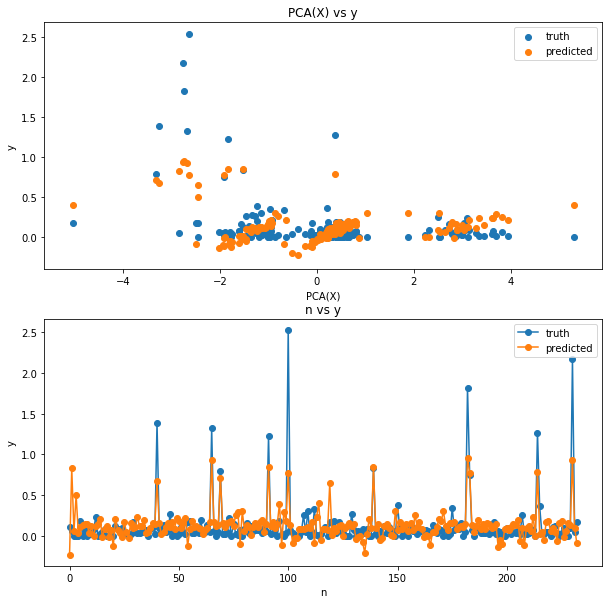 PCA(X) vs y
2.5
2.0
1.5
1.0
0.5
0.0
y
truth
predicted
−4 −2 0 2 4
PCA(X)
n vs y
2.5
2.0
1.5
1.0
0.5
0.0
y
truth
predicted
0 50 100 150 200
n